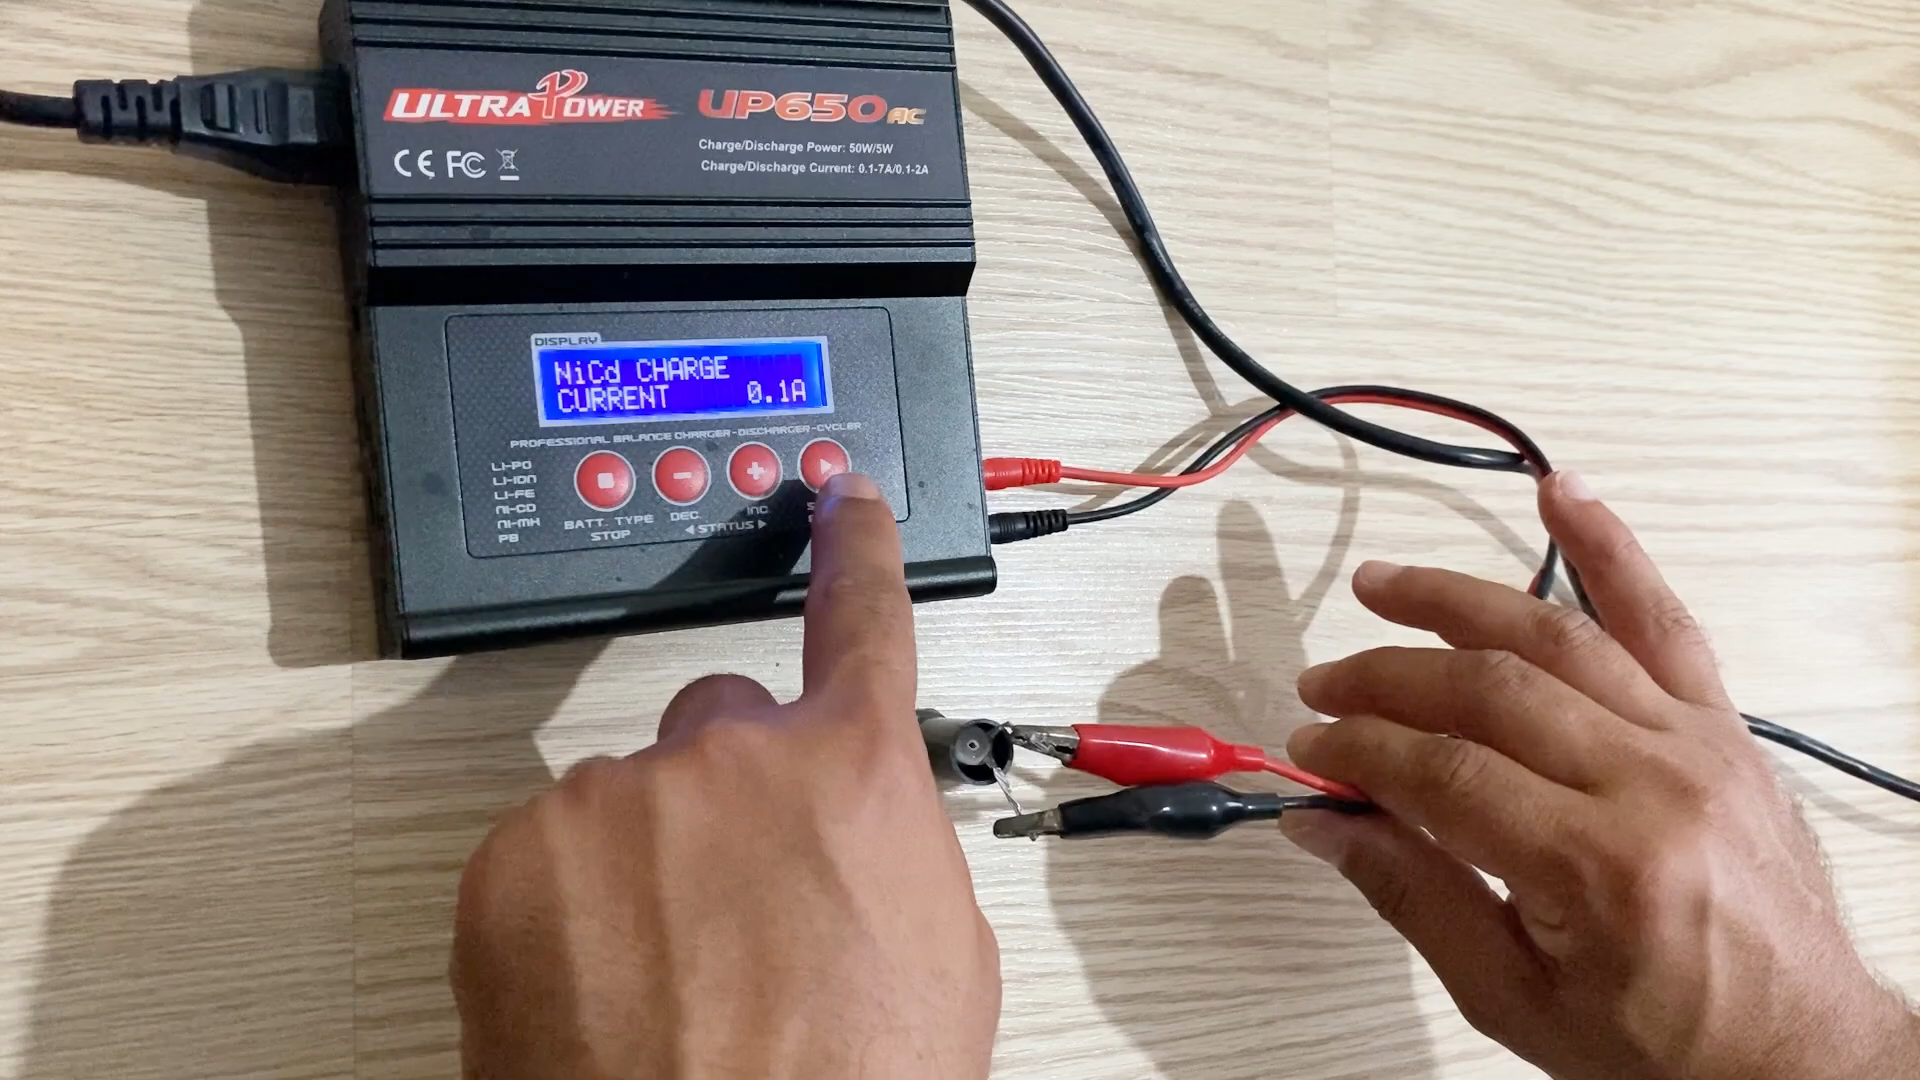 ULTRA POWER
UP650 AC
Charge/Discharge Power: 50W/5W
Charge/Discharge Current: 0.1-7A/0.1-2A
CE FC
DISPLAY
NiCd CHARGE
CURRENT 0.1A
PROFESSIONAL BALANCE CHARGER-DISCHARGER-CYCLER
LI-PO
LI-ION
LI-FE
NI-CD
NI-MH
PB
BATT. TYPE
STOP
DEC.
INC.
◀ STATUS ▶